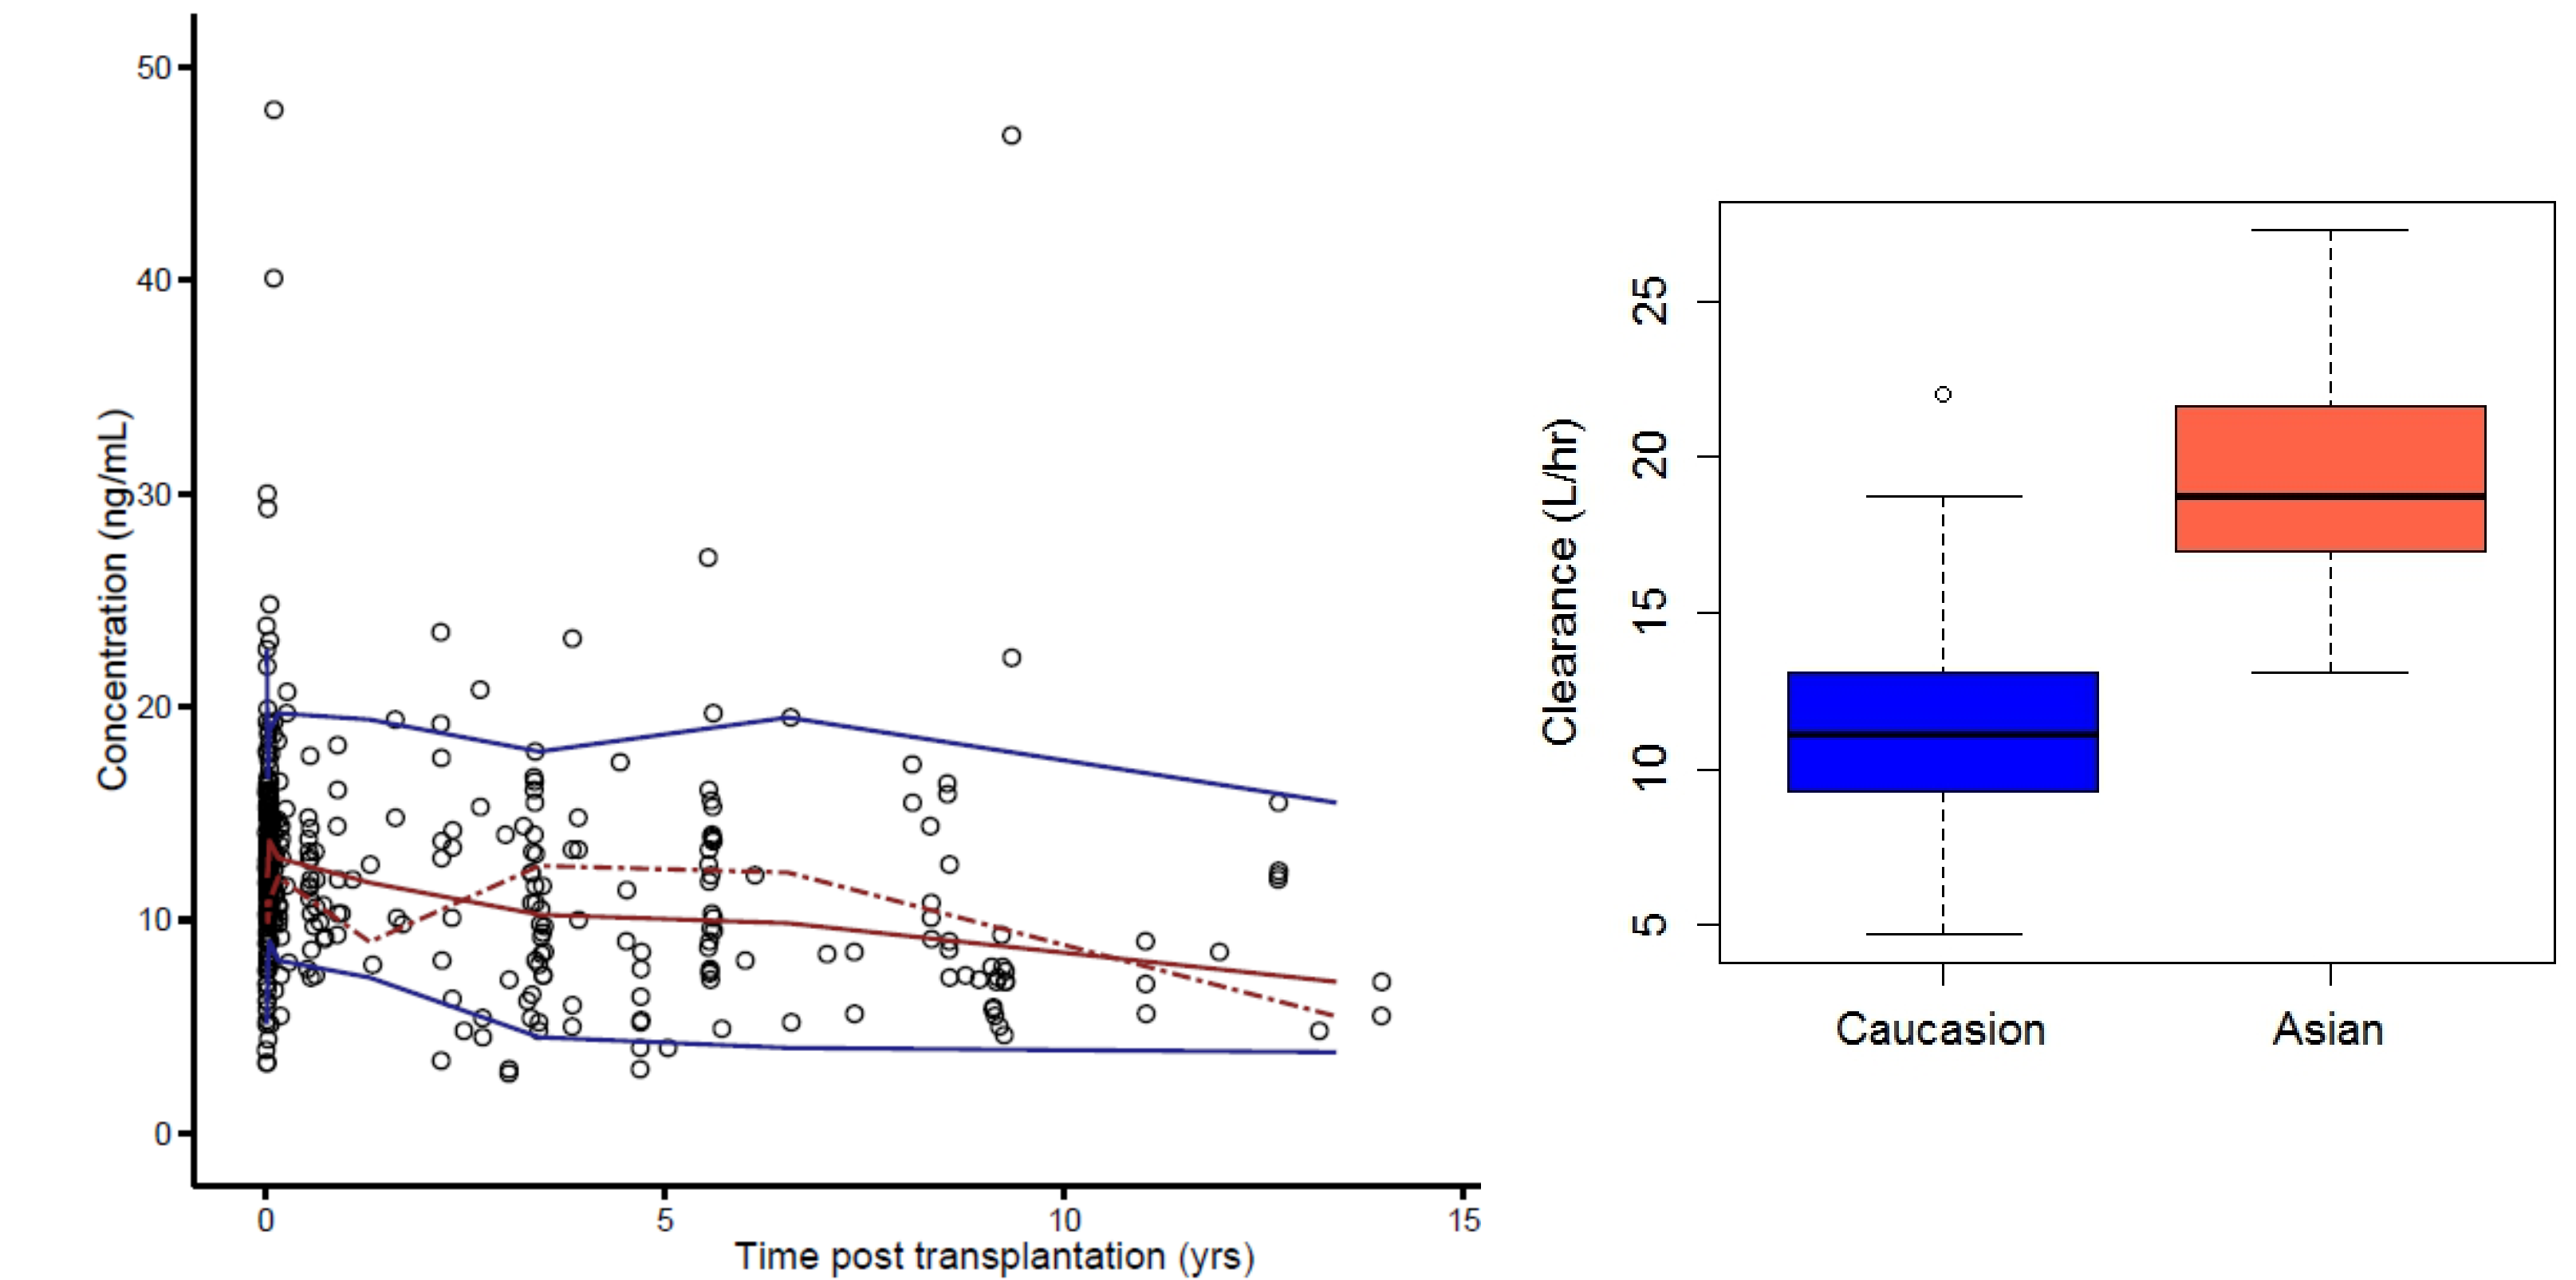 50
40
30
20
10
0
Concentration (ng/mL)
0 5 10 15
Time post transplantation (yrs)
25
20
15
10
5
Clearance (L/hr)
Caucasion Asian